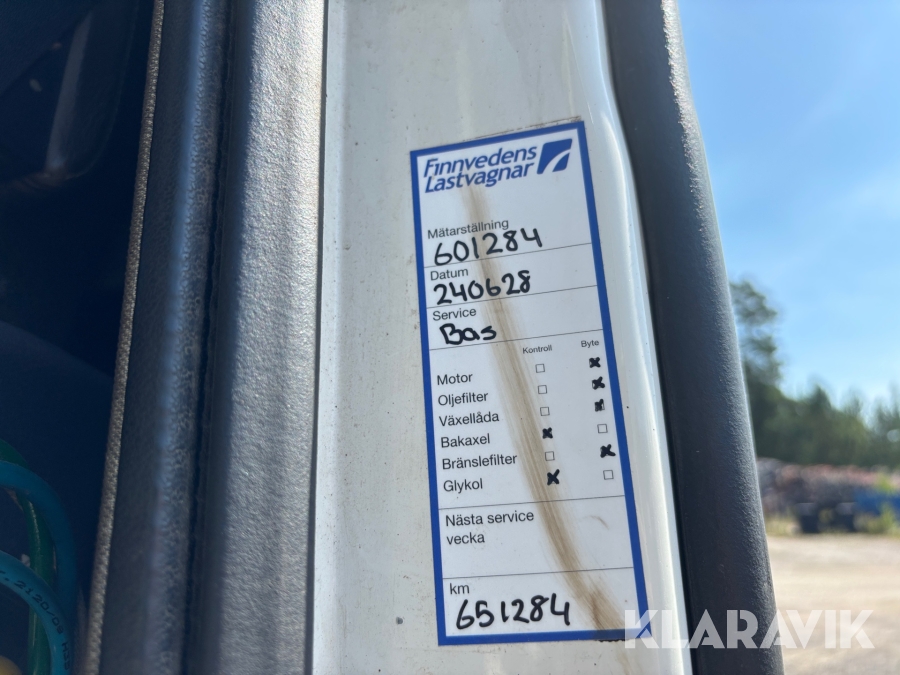 Finnvedens
Lastvagnar
Mätarställning
601284
Datum
240628
Service
Bas
Kontroll Byte
Motor
Oljefilter
Växellåda
Bakaxel
Bränslefilter
Glykol
Nästa service
vecka
km
651284
KLARAVIK